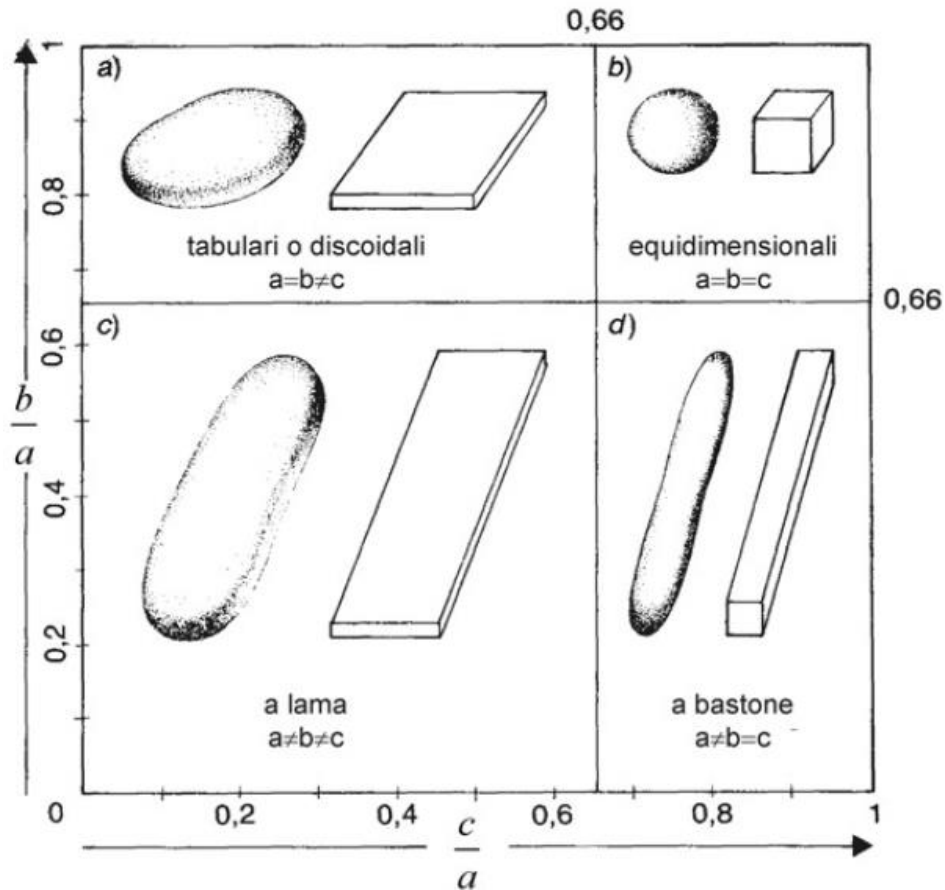 0,66
1
a)
b)
0,8
tabulari o discoidali
a=b≠c
equidimensionali
a=b=c
0,66
c)
d)
0,6
b
a
0,4
0,2
a lama
a≠b≠c
a bastone
a≠b=c
0
0,2
0,4
0,6
0,8
1
c
a